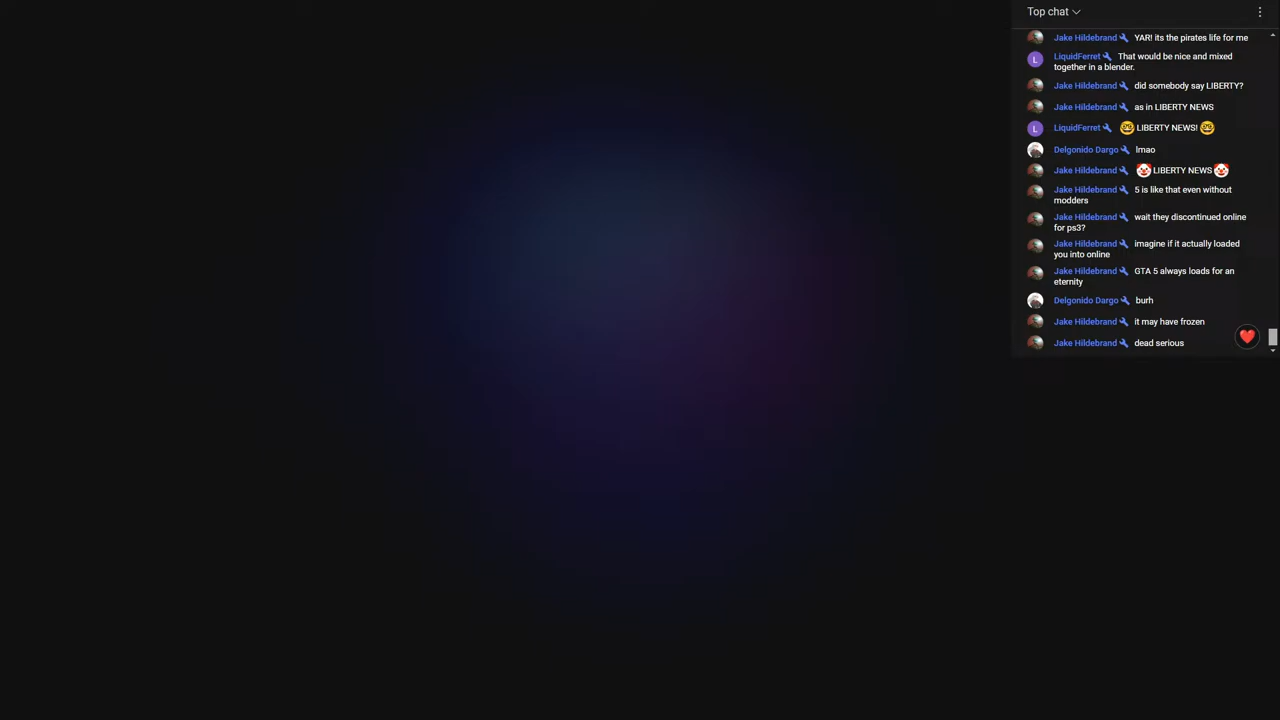 Top chat
Jake Hildebrand YAR! its the pirates life for me
LiquidFerret That would be nice and mixed
together in a blender.
Jake Hildebrand did somebody say LIBERTY?
Jake Hildebrand as in LIBERTY NEWS
L LiquidFerret 🤓 LIBERTY NEWS! 🤓
Delgonido Dargo lmao
Jake Hildebrand 🤡 LIBERTY NEWS 🤡
Jake Hildebrand 5 is like that even without
modders
Jake Hildebrand wait they discontinued online
for ps3?
Jake Hildebrand imagine if it actually loaded
you into online
Jake Hildebrand GTA 5 always loads for an
eternity
Delgonido Dargo burh
Jake Hildebrand it may have frozen
Jake Hildebrand dead serious